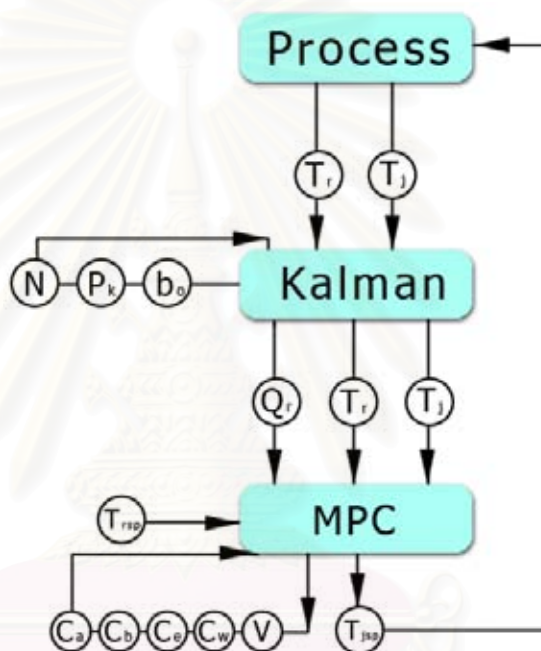 Process
Tr Tj
Kalman
N Pk bo
Qr Tr Tj
MPC
Trsp
Ca Cb Ce Cw V Tjsp